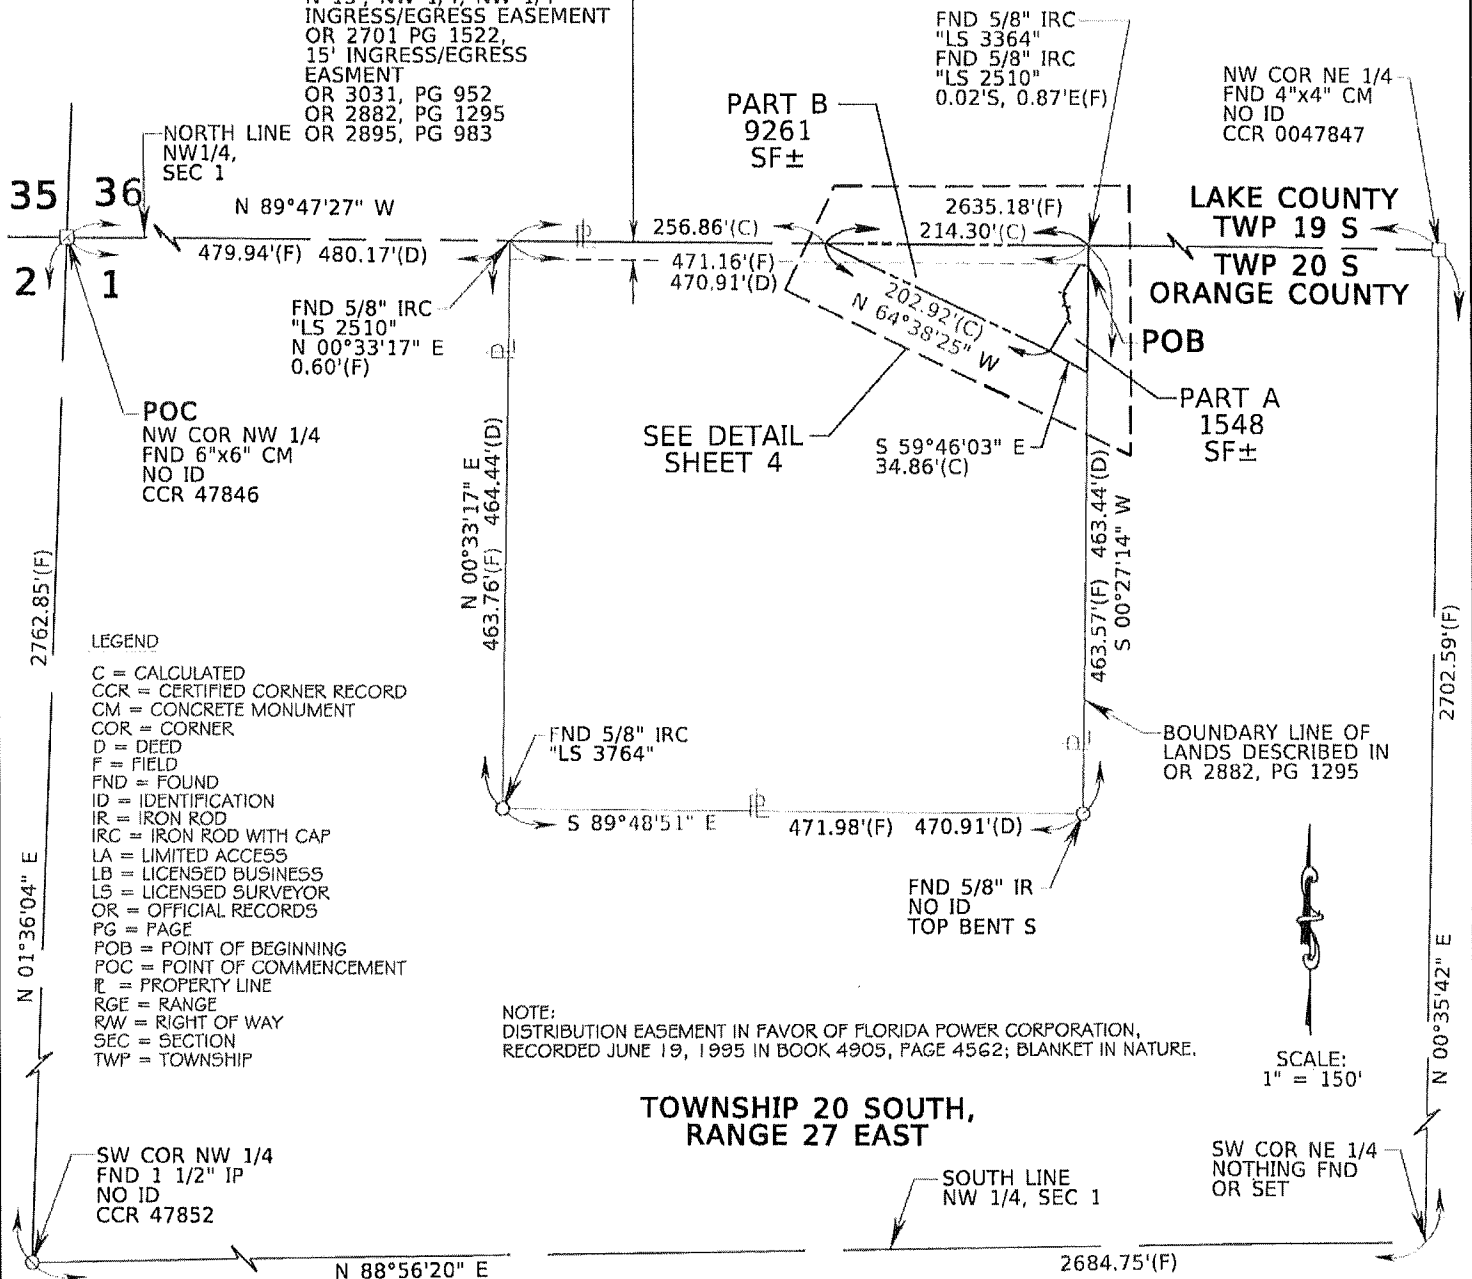 INGRESS/EGRESS EASEMENT
OR 2701 PG 1522,
15' INGRESS/EGRESS
EASMENT
OR 3031, PG 952
OR 2882, PG 1295
OR 2895, PG 983
NORTH LINE
NW1/4,
SEC 1
35 36
2 1
N 89°47'27" W
479.94'(F) 480.17'(D)
FND 5/8" IRC
"LS 2510"
N 00°33'17" E
0.60'(F)
POC
NW COR NW 1/4
FND 6"x6" CM
NO ID
CCR 47846
PART B
9261
SF±
FND 5/8" IRC
"LS 3364"
FND 5/8" IRC
"LS 2510"
0.02'S, 0.87'E(F)
NW COR NE 1/4
FND 4"x4" CM
NO ID
CCR 0047847
256.86'(C)
2635.18'(F)
214.30'(C)
471.16'(F)
470.91'(D)
LAKE COUNTY
TWP 19 S
TWP 20 S
ORANGE COUNTY
202.92'(C)
N 64°38'25" W
POB
PART A
1548
SF±
SEE DETAIL
SHEET 4
S 59°46'03" E
34.86'(C)
N 00°33'17" E
463.76'(F) 464.44'(D)
463.57'(F) 463.44'(D)
S 00°27'14" W
2762.85'(F)
N 01°36'04" E
2702.59'(F)
N 00°35'42" E
LEGEND
C = CALCULATED
CCR = CERTIFIED CORNER RECORD
CM = CONCRETE MONUMENT
COR = CORNER
D = DEED
F = FIELD
FND = FOUND
ID = IDENTIFICATION
IR = IRON ROD
IRC = IRON ROD WITH CAP
LA = LIMITED ACCESS
LB = LICENSED BUSINESS
LS = LICENSED SURVEYOR
OR = OFFICIAL RECORDS
PG = PAGE
POB = POINT OF BEGINNING
POC = POINT OF COMMENCEMENT
PL = PROPERTY LINE
RGE = RANGE
R/W = RIGHT OF WAY
SEC = SECTION
TWP = TOWNSHIP
FND 5/8" IRC
"LS 3764"
BOUNDARY LINE OF
LANDS DESCRIBED IN
OR 2882, PG 1295
S 89°48'51" E
471.98'(F) 470.91'(D)
FND 5/8" IR
NO ID
TOP BENT S
NOTE:
DISTRIBUTION EASEMENT IN FAVOR OF FLORIDA POWER CORPORATION,
RECORDED JUNE 19, 1995 IN BOOK 4905, PAGE 4562; BLANKET IN NATURE.
SCALE:
1" = 150'
TOWNSHIP 20 SOUTH,
RANGE 27 EAST
SW COR NW 1/4
FND 1 1/2" IP
NO ID
CCR 47852
SOUTH LINE
NW 1/4, SEC 1
SW COR NE 1/4
NOTHING FND
OR SET
N 88°56'20" E
2684.75'(F)